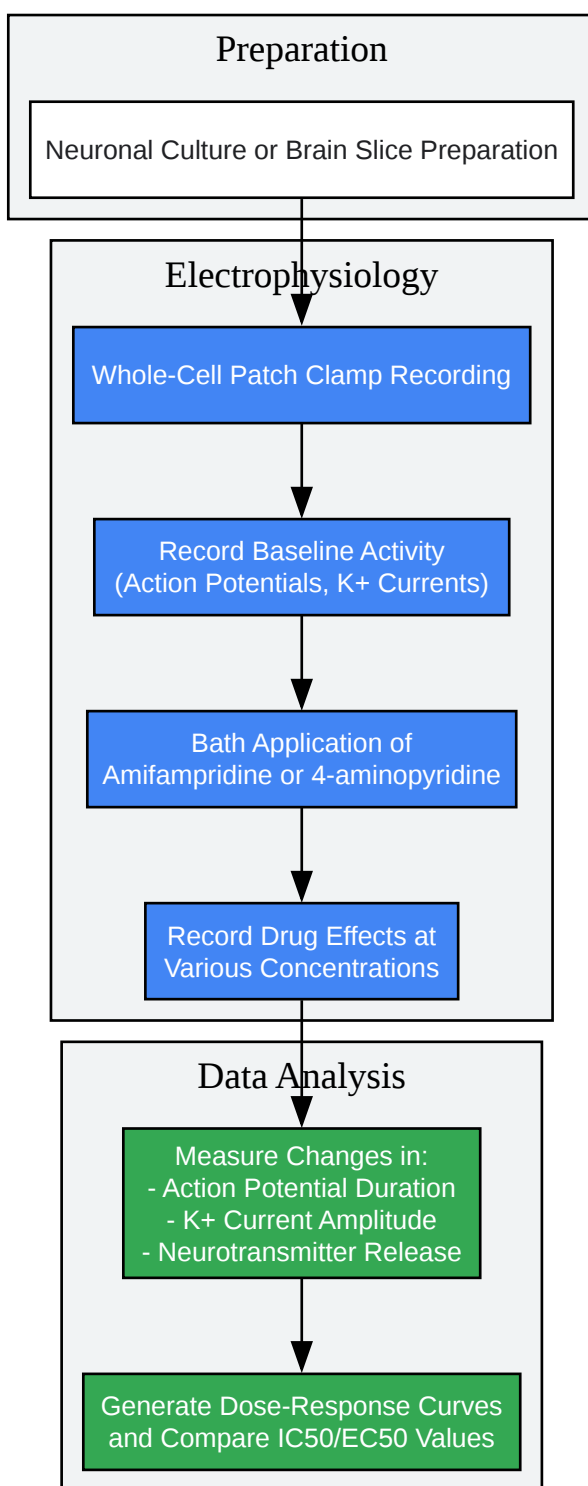 Preparation
Neuronal Culture or Brain Slice Preparation
Electrophysiology
Whole-Cell Patch Clamp Recording
Record Baseline Activity
(Action Potentials, K+ Currents)
Bath Application of
Amifampridine or 4-aminopyridine
Record Drug Effects at
Various Concentrations
Data Analysis
Measure Changes in:
- Action Potential Duration
- K+ Current Amplitude
- Neurotransmitter Release
Generate Dose-Response Curves
and Compare IC50/EC50 Values